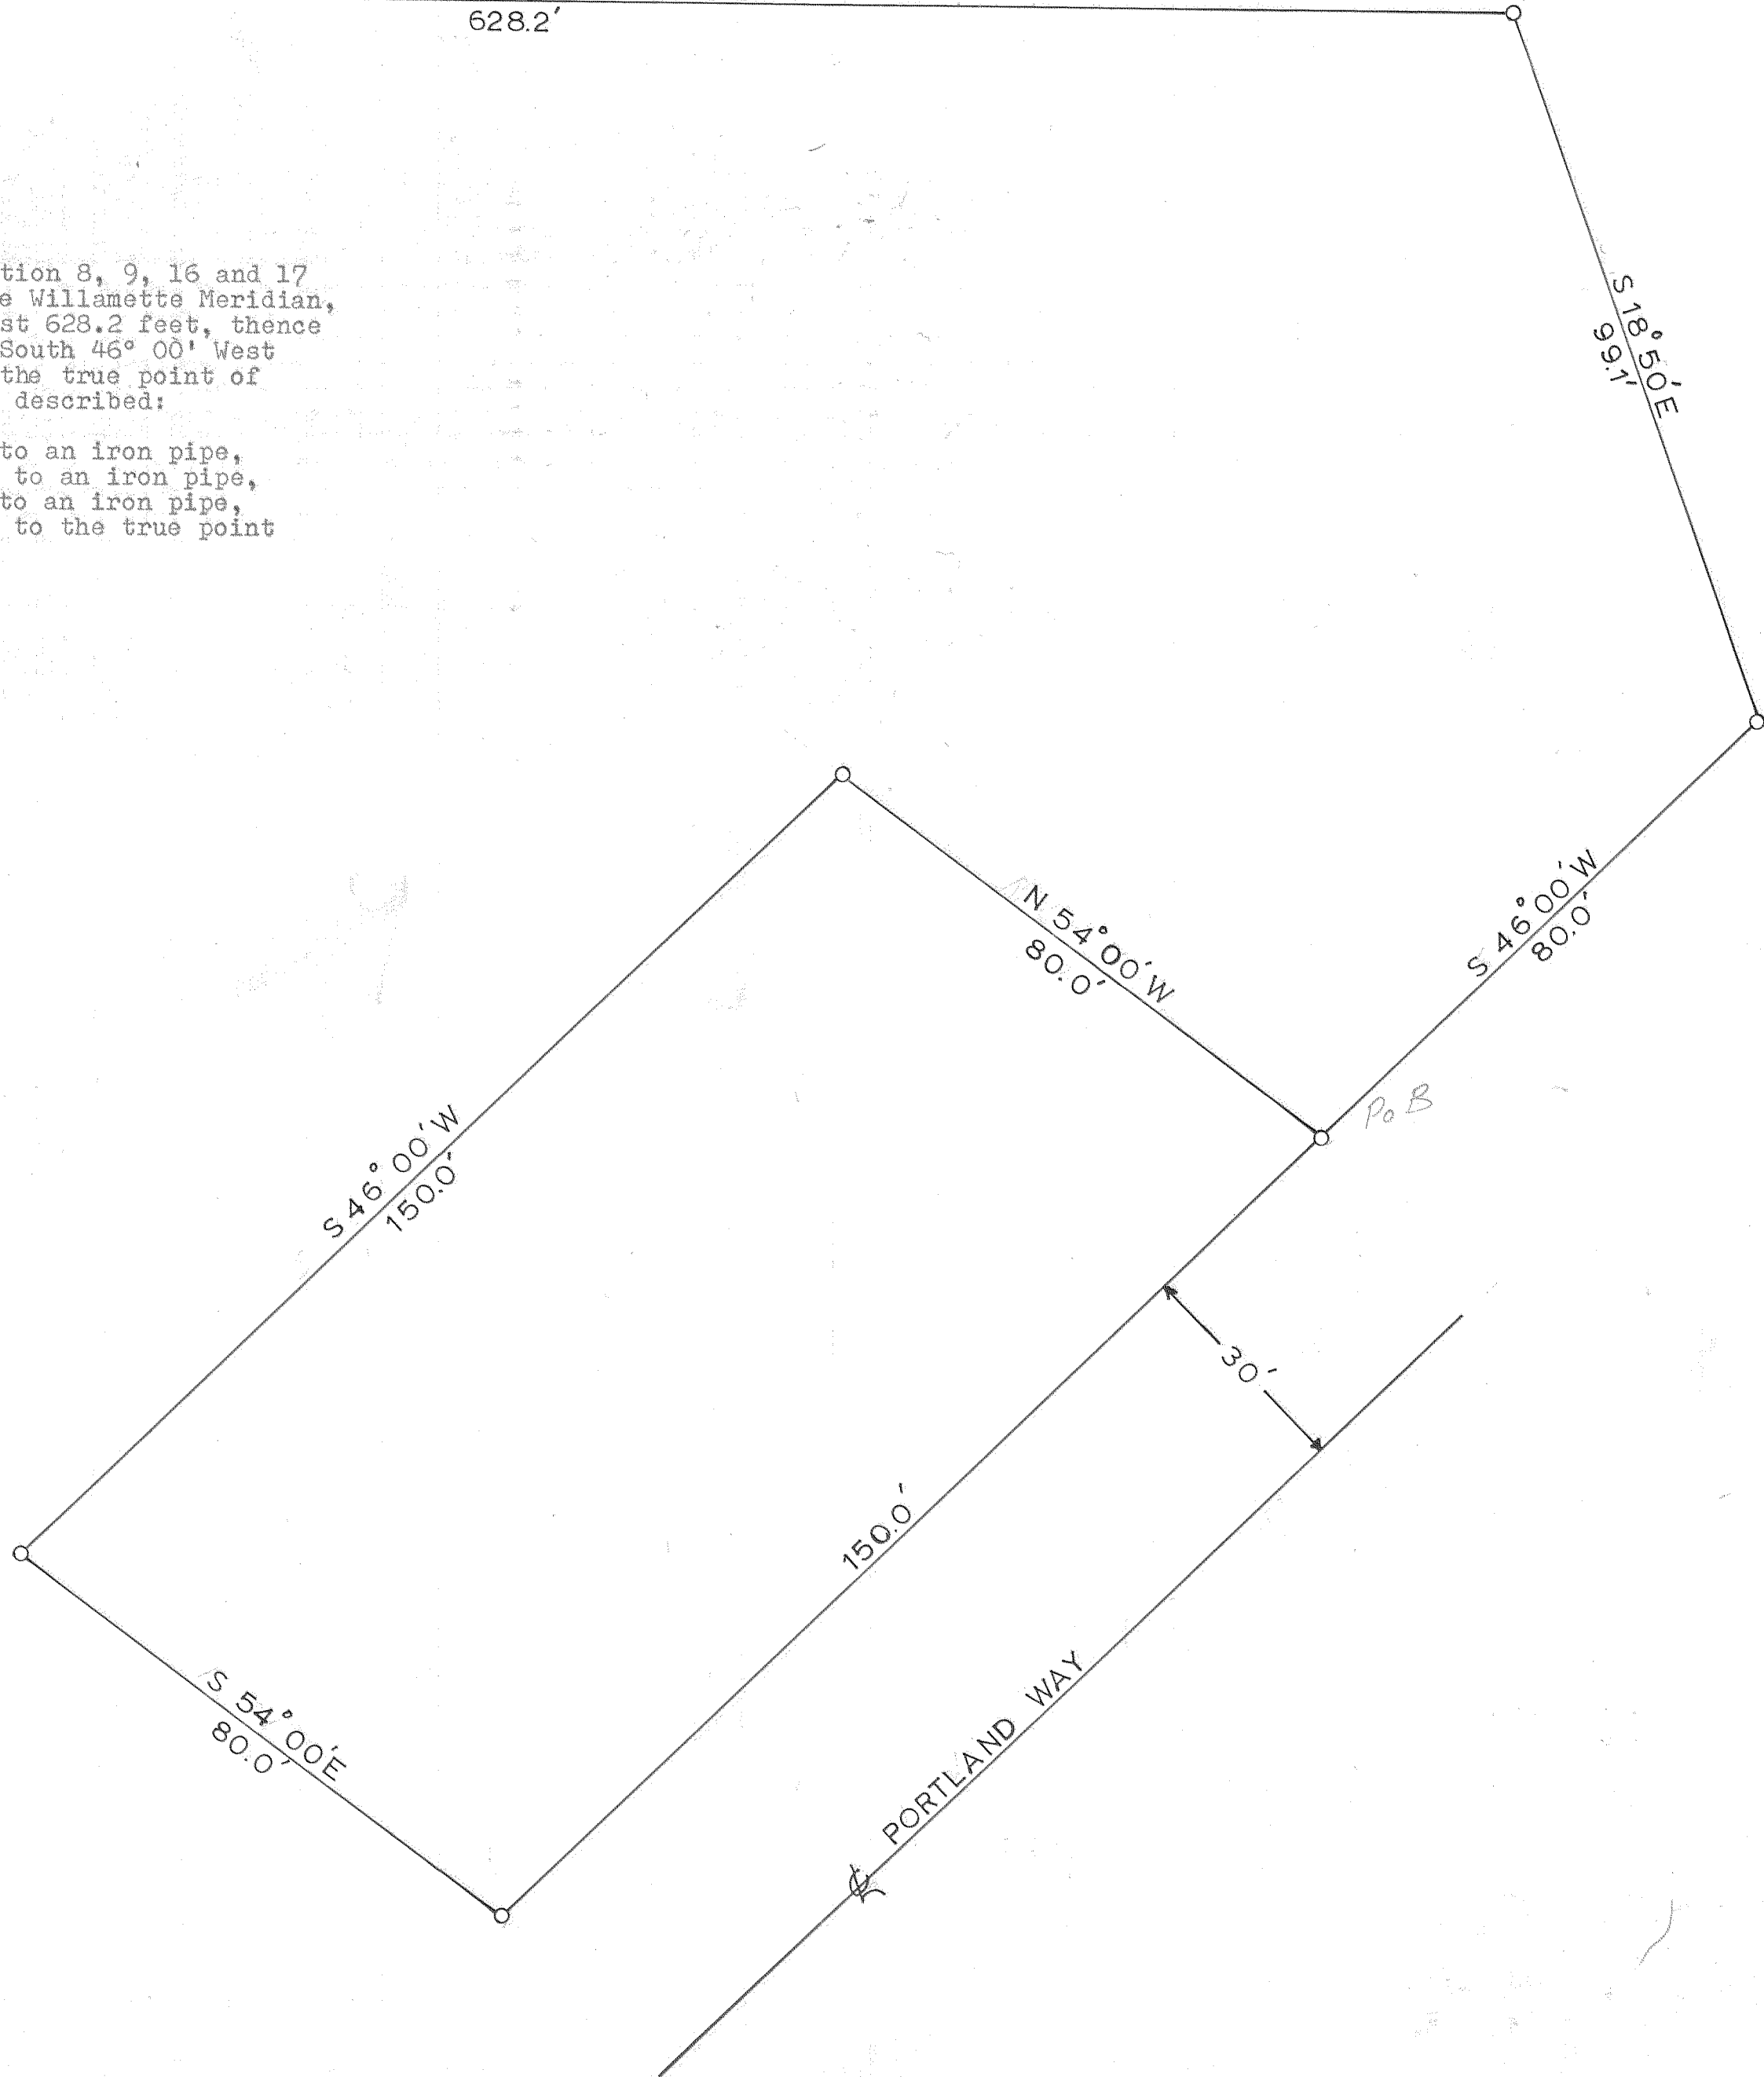 628.2'
S 18° 50' E
99.1'
tion 8, 9, 16 and 17
e Willamette Meridian,
st 628.2 feet, thence
South 46° 00' West
the true point of
described:
to an iron pipe,
to an iron pipe,
to an iron pipe,
to the true point
S 46° 00' W
80.0'
N 54° 00' W
80.0'
PoB
S 46° 00' W
150.0'
30'
150.0'
S 54° 00' E
80.0'
℄ PORTLAND WAY